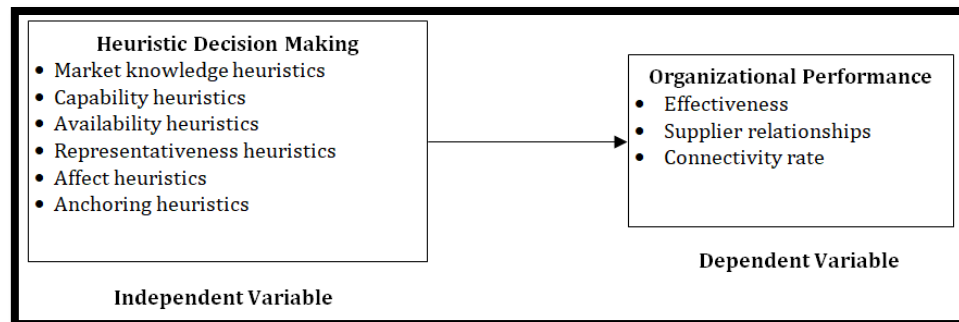 Heuristic Decision Making
• Market knowledge heuristics
• Capability heuristics
• Availability heuristics
• Representativeness heuristics
• Affect heuristics
• Anchoring heuristics
Independent Variable
Organizational Performance
• Effectiveness
• Supplier relationships
• Connectivity rate
Dependent Variable